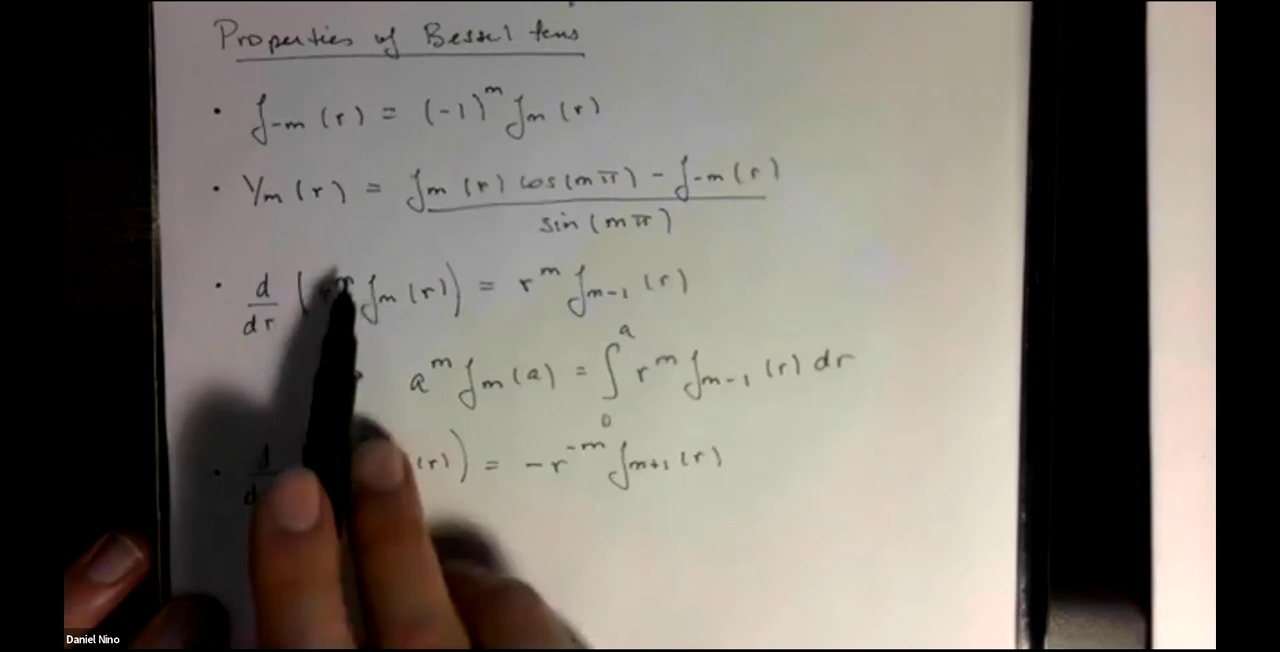 Properties of Bessel fcns
• J-m (r) = (-1)^m Jm (r)
• Ym (r) = Jm (r) cos(mπ) - J-m (r)
sin (mπ)
• d/dr ( Jm (r)) = r^m Jm-1 (r)
a^m Jm (a) = ∫_0^a r^m Jm-1 (r) dr
• (r)) = -r^-m Jm+1 (r)
Daniel Nino